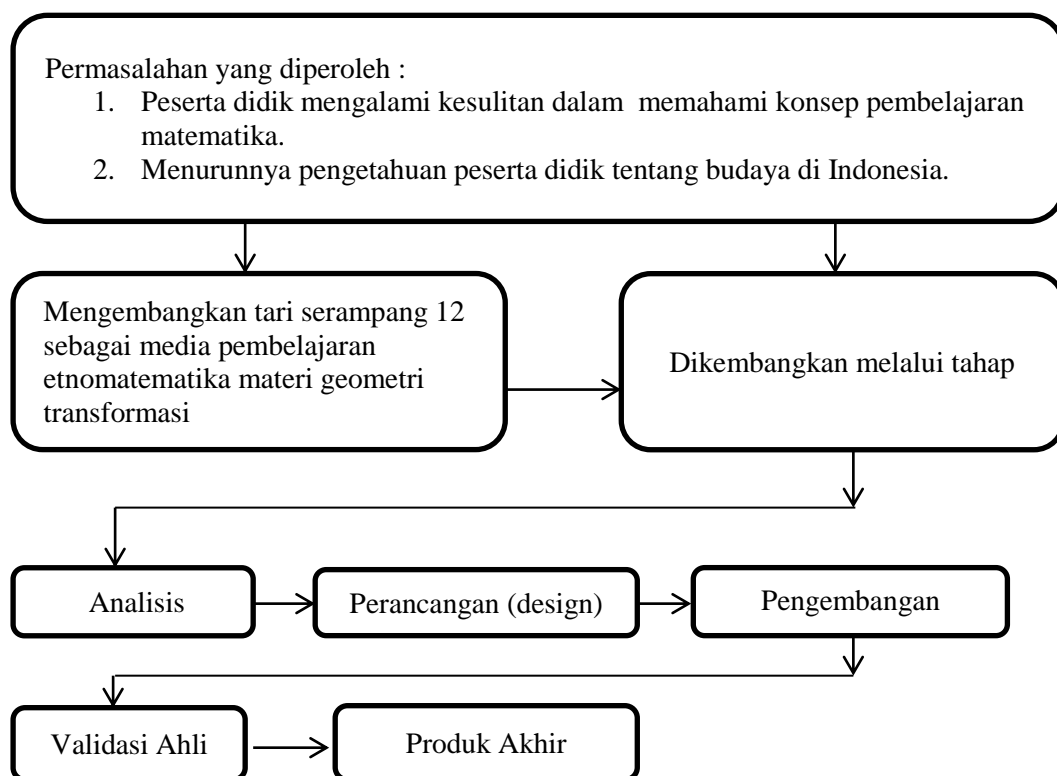 Permasalahan yang diperoleh :
1. Peserta didik mengalami kesulitan dalam memahami konsep pembelajaran
matematika.
2. Menurunnya pengetahuan peserta didik tentang budaya di Indonesia.
Mengembangkan tari serampang 12
sebagai media pembelajaran
etnomatematika materi geometri
transformasi
Dikembangkan melalui tahap
Analisis
Perancangan (design)
Pengembangan
Validasi Ahli
Produk Akhir